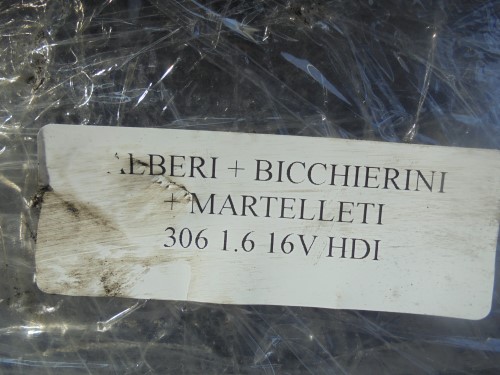 ALBERI + BICCHIERINI
+ MARTELLETI
306 1.6 16V HDI